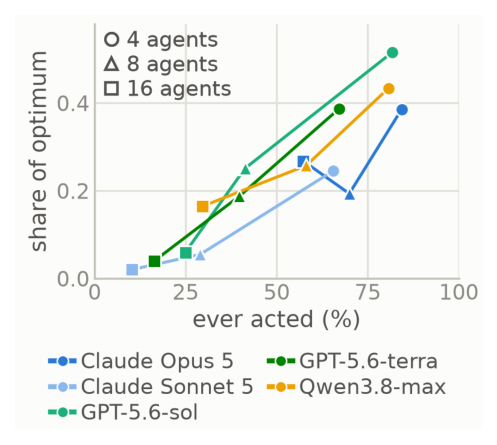 4 agents
8 agents
16 agents
share of optimum
0.4
0.2
0.0
0 25 50 75 100
ever acted (%)
Claude Opus 5 GPT-5.6-terra
Claude Sonnet 5 Qwen3.8-max
GPT-5.6-sol